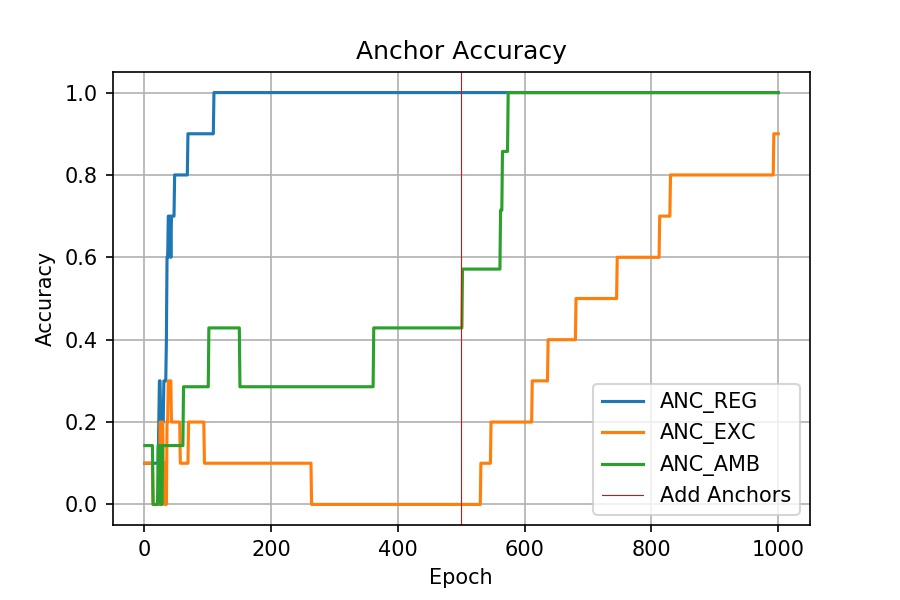 Anchor Accuracy
1.0
0.8
0.6
0.4
0.2
0.0
Accuracy
0 200 400 600 800 1000
Epoch
ANC_REG
ANC_EXC
ANC_AMB
Add Anchors